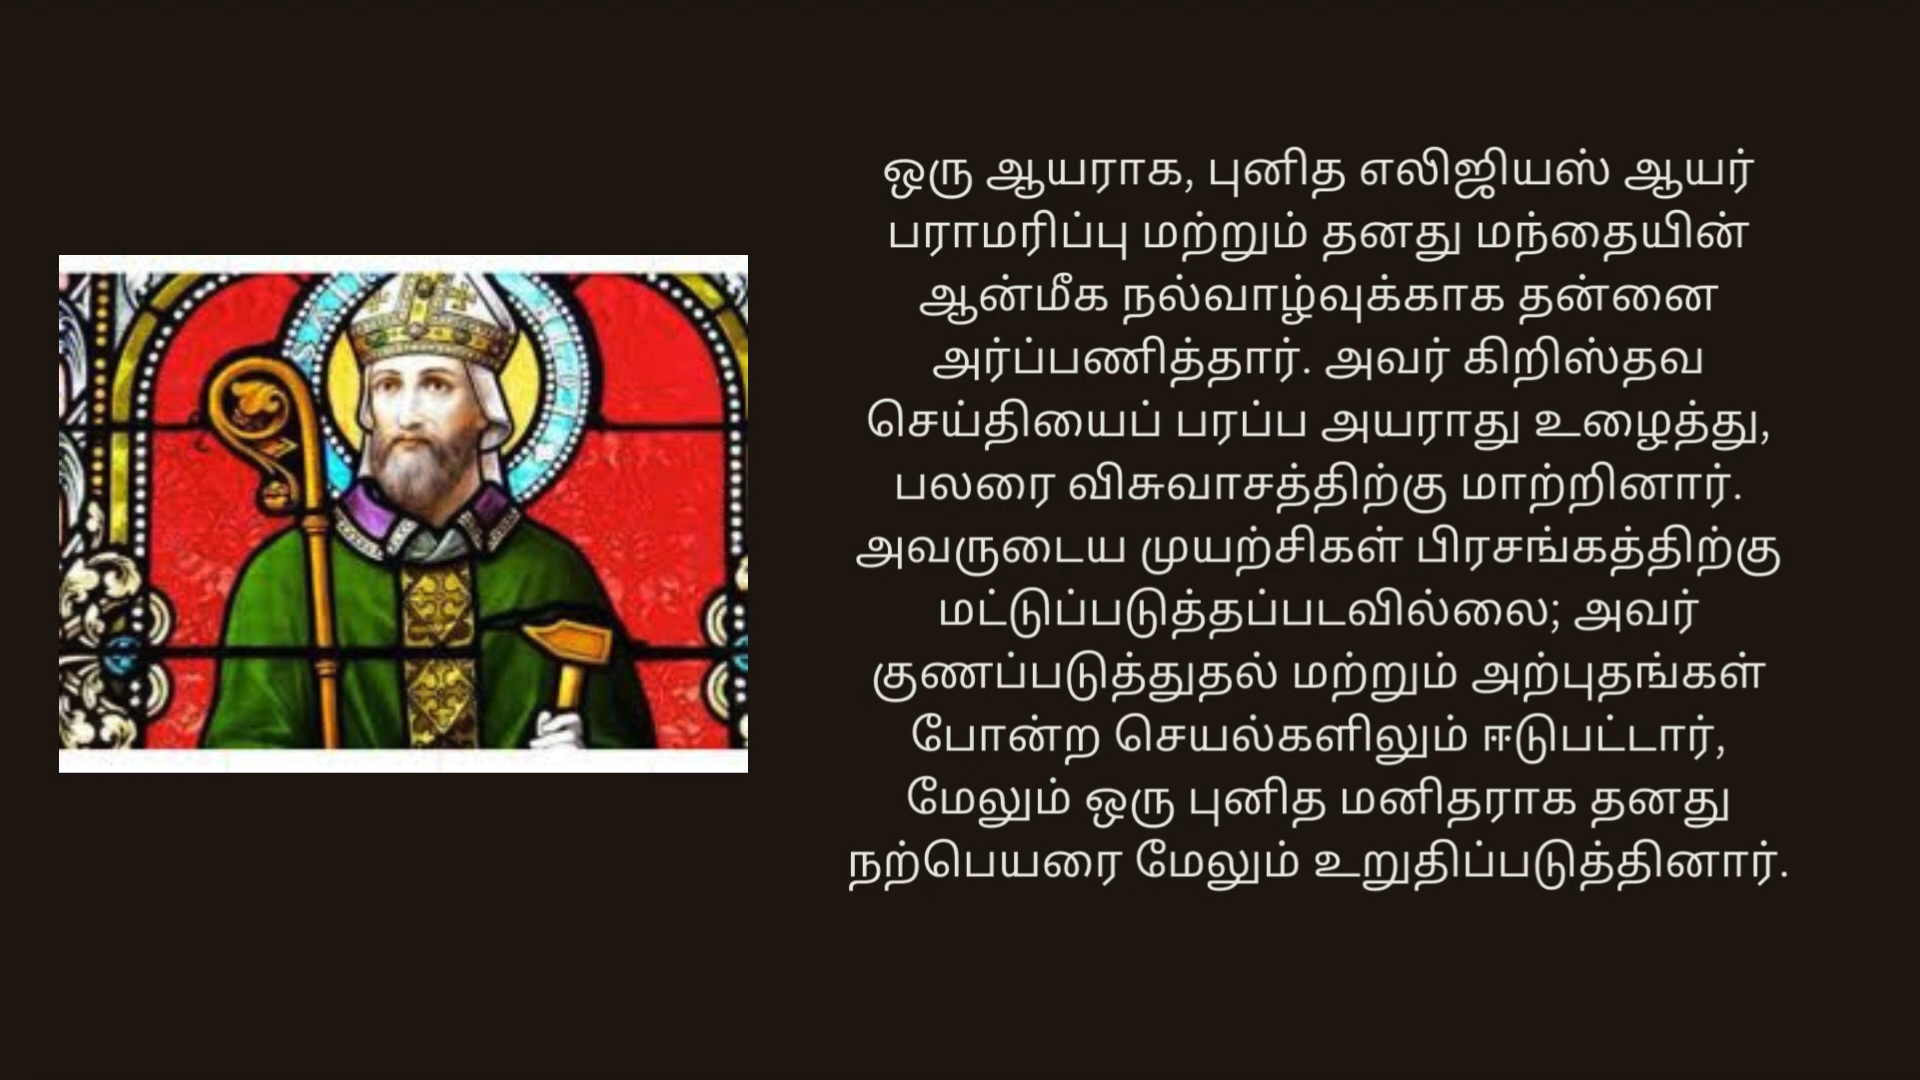 ஒரு ஆயராக, புனித எலிஜியஸ் ஆயர்
பராமரிப்பு மற்றும் தனது மந்தையின்
ஆன்மீக நல்வாழ்வுக்காக தன்னை
அர்ப்பணித்தார். அவர் கிறிஸ்தவ
செய்தியைப் பரப்ப அயராது உழைத்து,
பலரை விசுவாசத்திற்கு மாற்றினார்.
அவருடைய முயற்சிகள் பிரசங்கத்திற்கு
மட்டுப்படுத்தப்படவில்லை; அவர்
குணப்படுத்துதல் மற்றும் அற்புதங்கள்
போன்ற செயல்களிலும் ஈடுபட்டார்,
மேலும் ஒரு புனித மனிதராக தனது
நற்பெயரை மேலும் உறுதிப்படுத்தினார்.